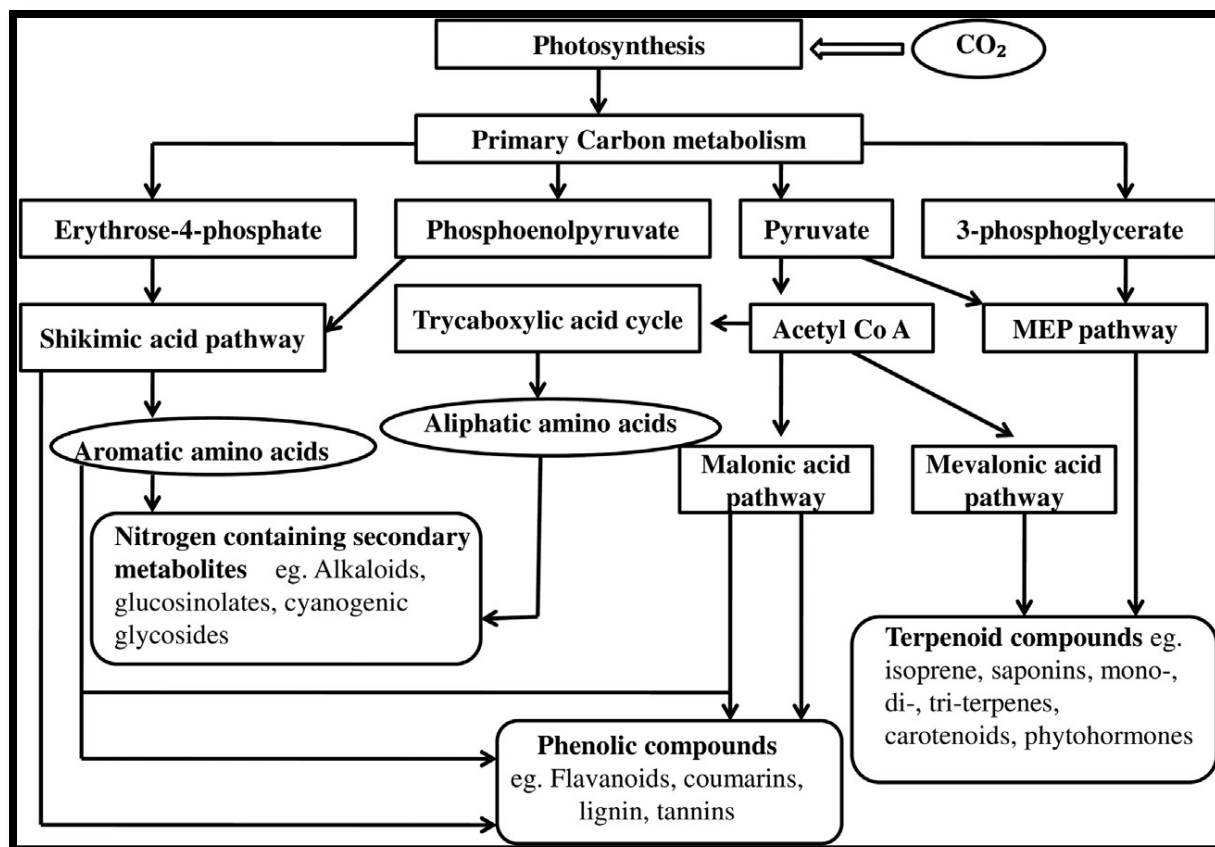 Photosynthesis
CO₂
Primary Carbon metabolism
Erythrose-4-phosphate
Phosphoenolpyruvate
Pyruvate
3-phosphoglycerate
Shikimic acid pathway
Trycaboxylic acid cycle
Acetyl Co A
MEP pathway
Aromatic amino acids
Aliphatic amino acids
Malonic acid
pathway
Mevalonic acid
pathway
Nitrogen containing secondary
metabolites eg. Alkaloids,
glucosinolates, cyanogenic
glycosides
Terpenoid compounds eg.
isoprene, saponins, mono-,
di-, tri-terpenes,
carotenoids, phytohormones
Phenolic compounds
eg. Flavanoids, coumarins,
lignin, tannins